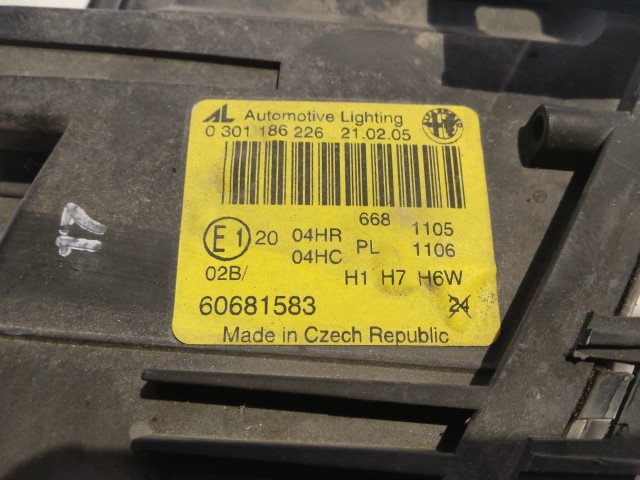 AL Automotive Lighting
0 301 186 226 21.02.05
668
E1 20 04HR PL 1105
04HC 1106
02B/ H1 H7 H6W
60681583 24
Made in Czech Republic